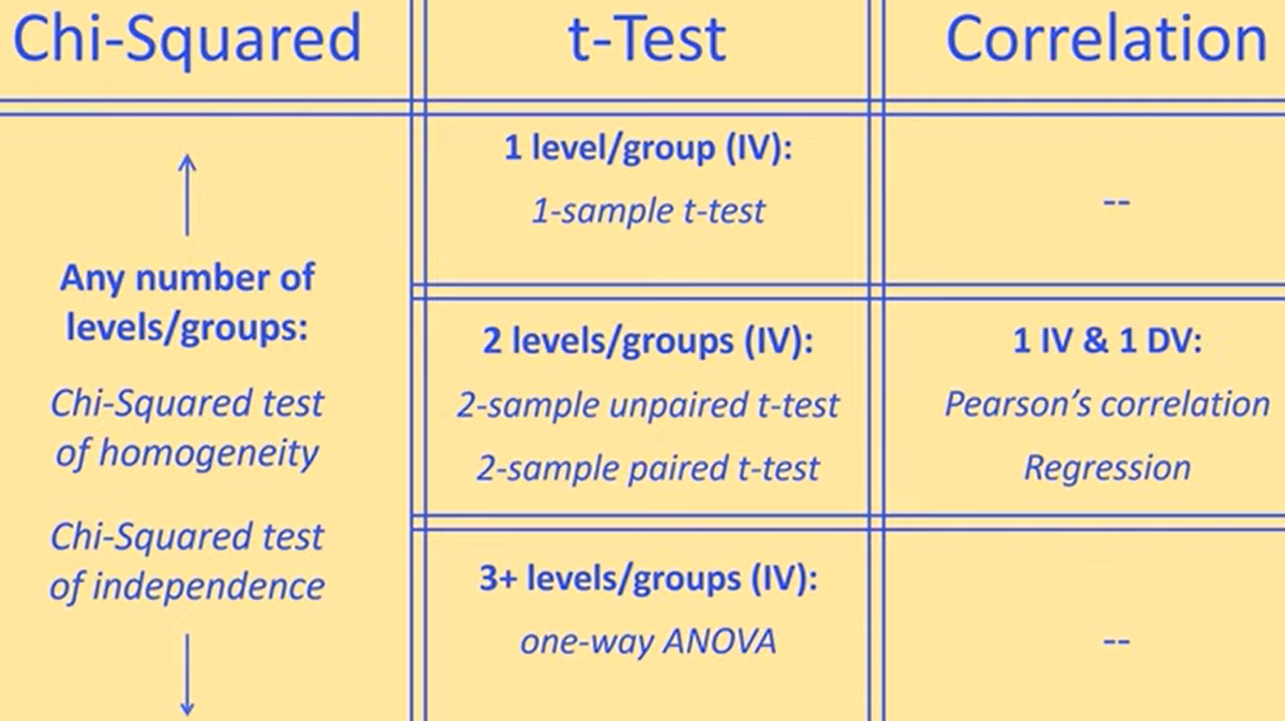 Chi-Squared
t-Test
Correlation
Any number of
levels/groups:
Chi-Squared test
of homogeneity
Chi-Squared test
of independence
1 level/group (IV):
1-sample t-test
--
2 levels/groups (IV):
2-sample unpaired t-test
2-sample paired t-test
1 IV & 1 DV:
Pearson’s correlation
Regression
3+ levels/groups (IV):
one-way ANOVA
--